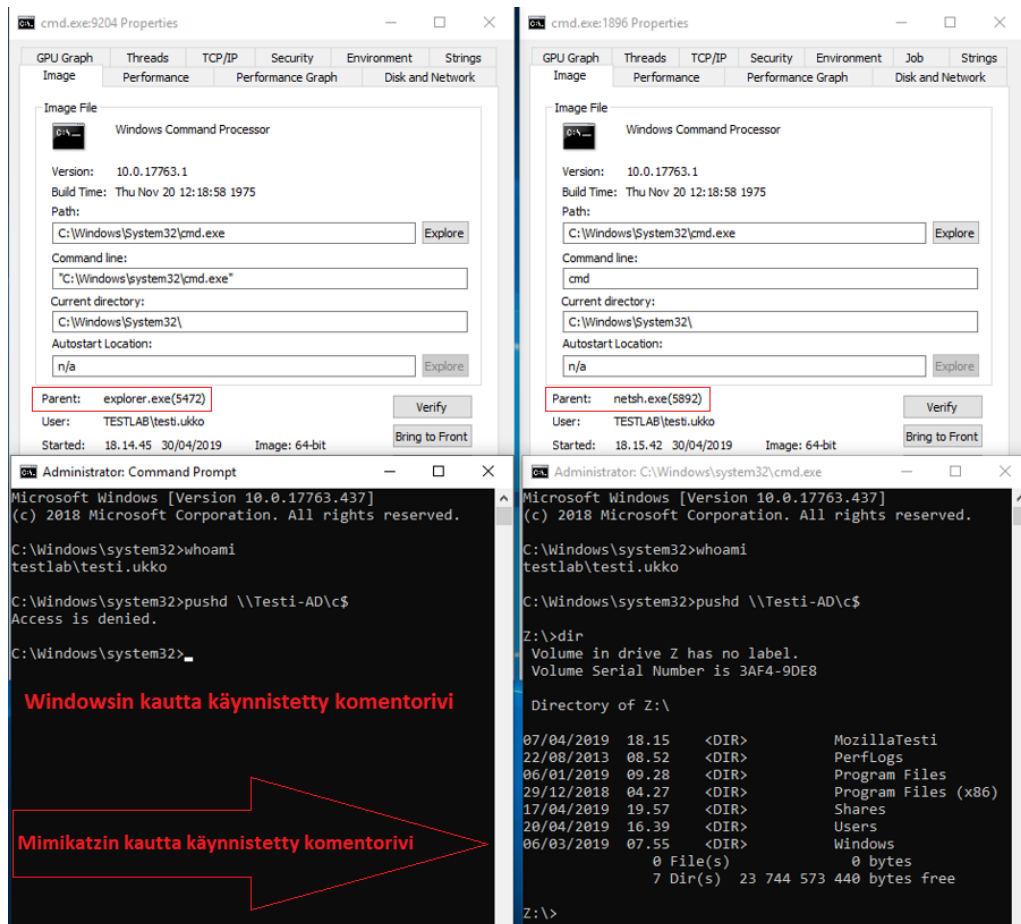 cmd.exe:9204 Properties
GPU Graph Threads TCP/IP Security Environment Strings
Image Performance Performance Graph Disk and Network
Image File
Windows Command Processor
Version: 10.0.17763.1
Build Time: Thu Nov 20 12:18:58 1975
Path:
C:\Windows\System32\cmd.exe Explore
Command line:
"C:\Windows\system32\cmd.exe"
Current directory:
C:\Windows\System32\
Autostart Location:
n/a Explore
Parent: explorer.exe(5472) Verify
User: TESTLAB\testi.ukko
Started: 18.14.45 30/04/2019 Image: 64-bit Bring to Front
Administrator: Command Prompt
Microsoft Windows [Version 10.0.17763.437]
(c) 2018 Microsoft Corporation. All rights reserved.
C:\Windows\system32>whoami
testlab\testi.ukko
C:\Windows\system32>pushd \\Testi-AD\c$
Access is denied.
C:\Windows\system32>
Windowsin kautta käynnistetty komentorivi
Mimikatzin kautta käynnistetty komentorivi
cmd.exe:1896 Properties
GPU Graph Threads TCP/IP Security Environment Job Strings
Image Performance Performance Graph Disk and Network
Image File
Windows Command Processor
Version: 10.0.17763.1
Build Time: Thu Nov 20 12:18:58 1975
Path:
C:\Windows\System32\cmd.exe Explore
Command line:
cmd
Current directory:
C:\Windows\System32\
Autostart Location:
n/a Explore
Parent: netsh.exe(5892) Verify
User: TESTLAB\testi.ukko
Started: 18.15.42 30/04/2019 Image: 64-bit Bring to Front
Administrator: C:\Windows\system32\cmd.exe
Microsoft Windows [Version 10.0.17763.437]
(c) 2018 Microsoft Corporation. All rights reserved.
C:\Windows\system32>whoami
testlab\testi.ukko
C:\Windows\system32>pushd \\Testi-AD\c$
Z:\>dir
Volume in drive Z has no label.
Volume Serial Number is 3AF4-9DE8
Directory of Z:\
07/04/2019 18.15 <DIR> MozillaTesti
22/08/2013 08.52 <DIR> PerfLogs
06/01/2019 09.28 <DIR> Program Files
29/12/2018 04.27 <DIR> Program Files (x86)
17/04/2019 19.57 <DIR> Shares
20/04/2019 16.39 <DIR> Users
06/03/2019 07.55 <DIR> Windows
0 File(s) 0 bytes
7 Dir(s) 23 744 573 440 bytes free
Z:\>